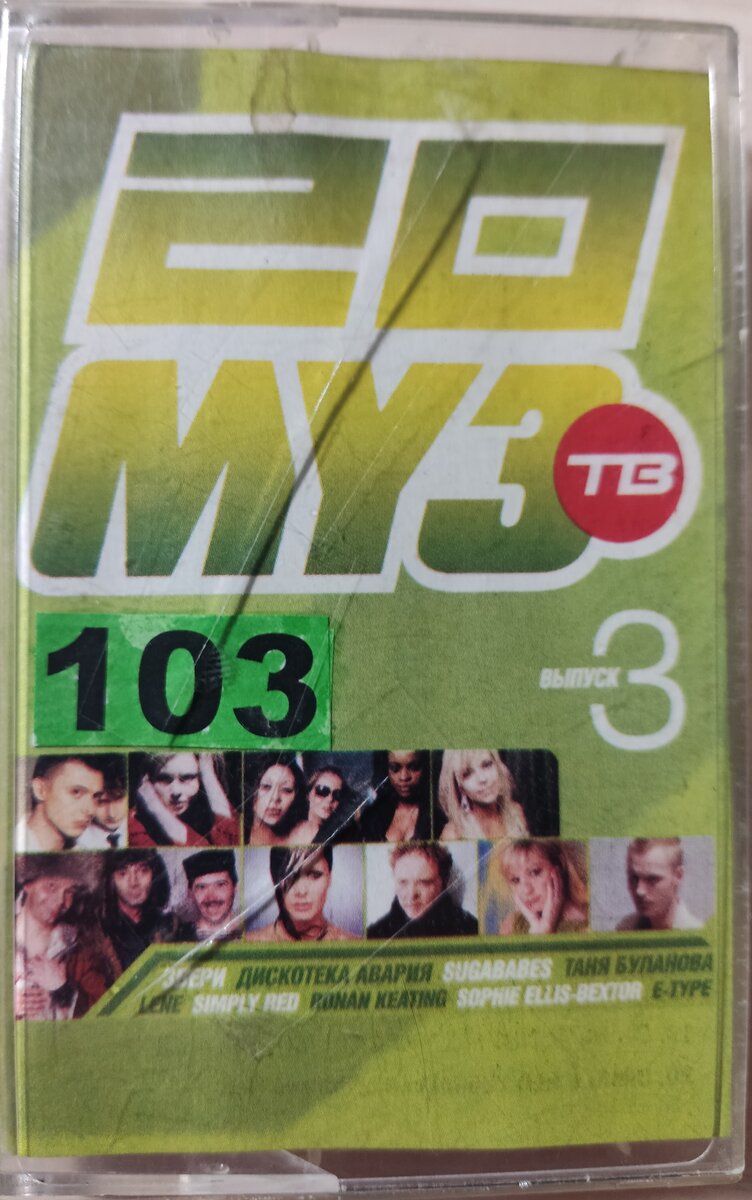 20
МУЗ
ТВ
103
ВЫПУСК 3
ЗВЕРИ ДИСКОТЕКА АВАРИЯ SUGABABES ТАНЯ БУЛАНОВА
LENE SIMPLY RED RONAN KEATING SOPHIE ELLIS-BEXTOR E-TYPE